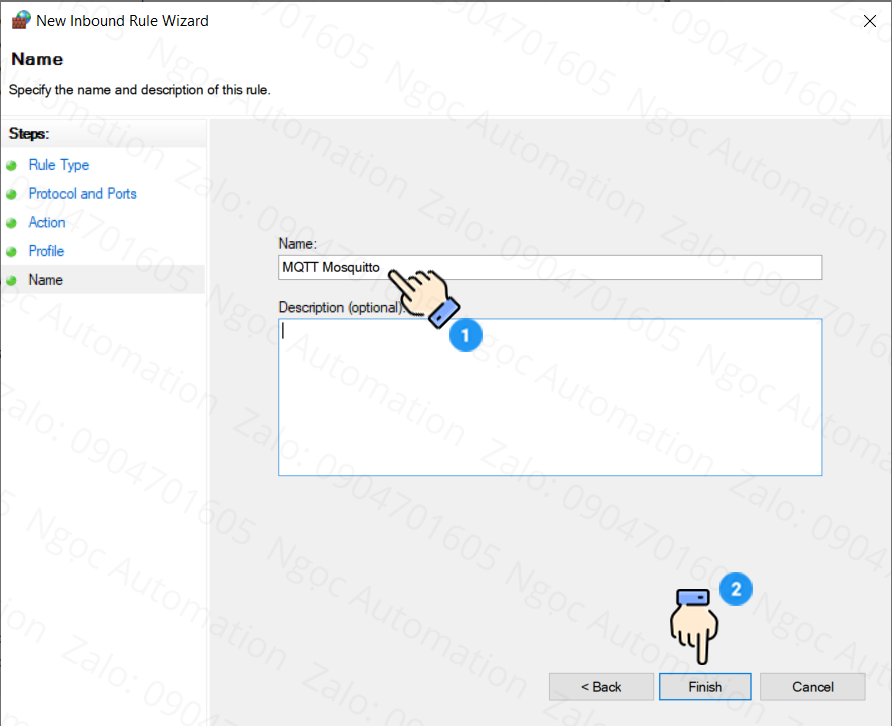 New Inbound Rule Wizard
Name
Specify the name and description of this rule.
Steps:
Rule Type
Protocol and Ports
Action
Profile
Name
Name:
MQTT Mosquitto
Description (optional):
1
2
< Back
Finish
Cancel
Ngọc Automation
Zalo: 0904701605